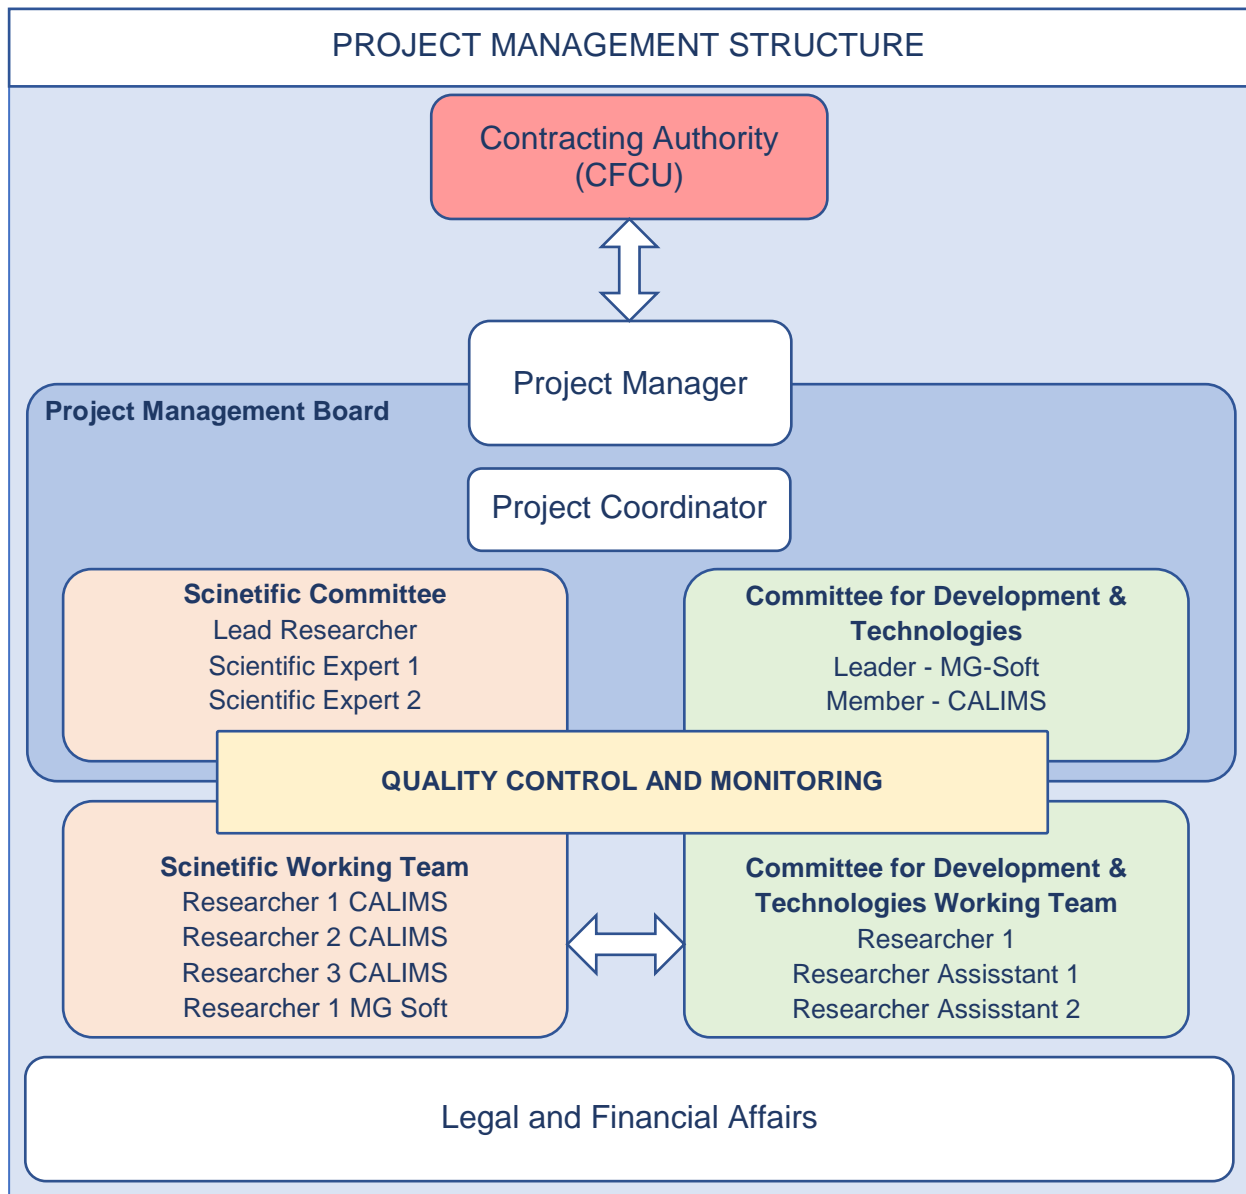 PROJECT MANAGEMENT STRUCTURE
Contracting Authority
(CFCU)
Project Manager
Project Management Board
Project Coordinator
Scinetific Committee
Lead Researcher
Scientific Expert 1
Scientific Expert 2
Committee for Development &
Technologies
Leader - MG-Soft
Member - CALIMS
QUALITY CONTROL AND MONITORING
Scinetific Working Team
Researcher 1 CALIMS
Researcher 2 CALIMS
Researcher 3 CALIMS
Researcher 1 MG Soft
Committee for Development &
Technologies Working Team
Researcher 1
Researcher Assisstant 1
Researcher Assisstant 2
Legal and Financial Affairs